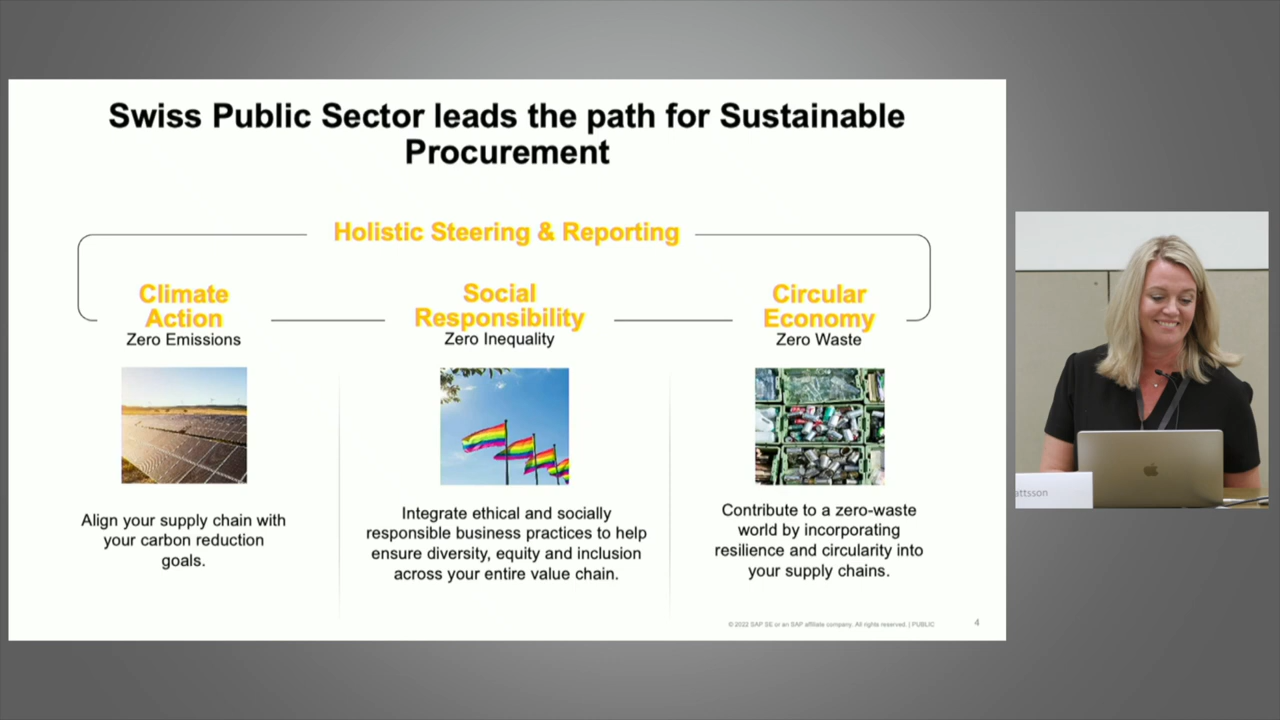 Swiss Public Sector leads the path for Sustainable
Procurement
Holistic Steering & Reporting
Climate
Action
Zero Emissions
Align your supply chain with
your carbon reduction
goals.
Social
Responsibility
Zero Inequality
Integrate ethical and socially
responsible business practices to help
ensure diversity, equity and inclusion
across your entire value chain.
Circular
Economy
Zero Waste
Contribute to a zero-waste
world by incorporating
resilience and circularity into
your supply chains.
© 2022 SAP SE or an SAP affiliate company. All rights reserved. | PUBLIC
4
attsson